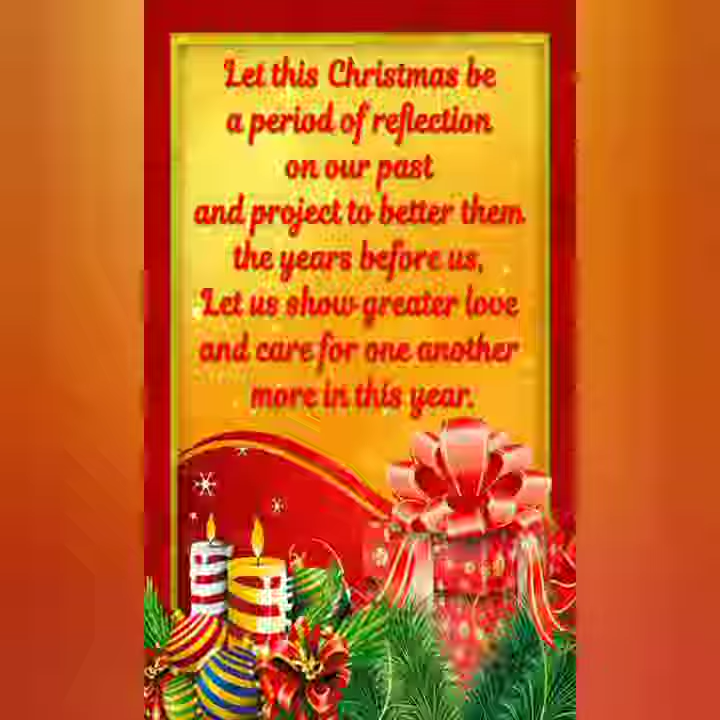 Let this Christmas be
a period of reflection
on our past
and project to better them
the years before us,
Let us show greater love
and care for one another
more in this year.